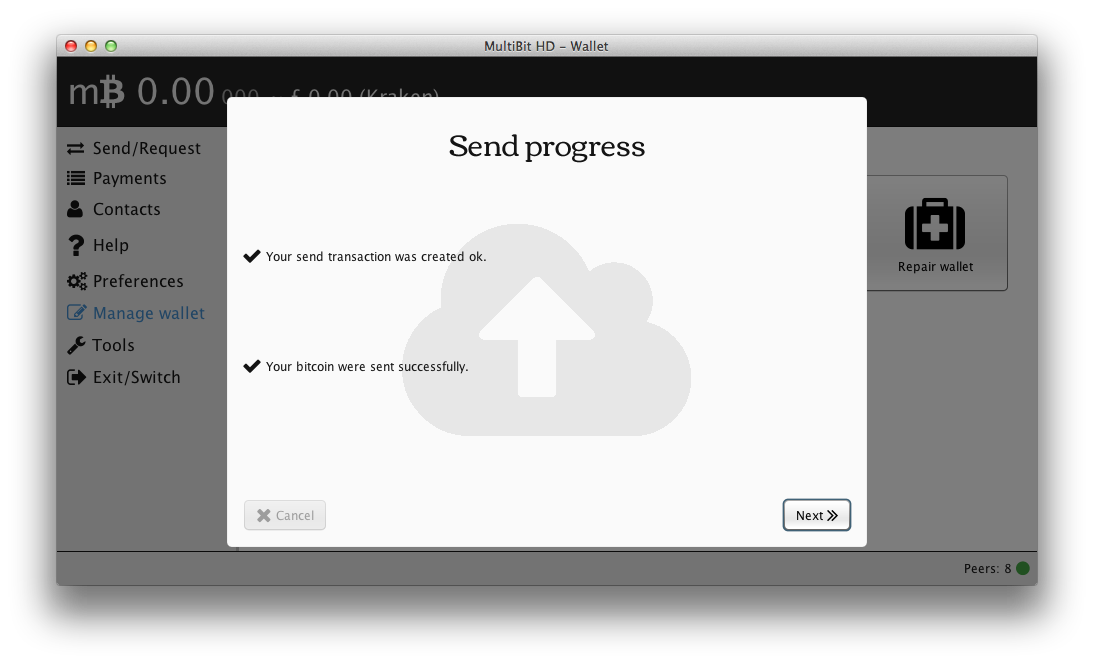 MultiBit HD – Wallet
m฿ 0.00 000 ~ £ 0.00 (Kraken)
Send progress
Send/Request
Payments
Contacts
Help
Preferences
Manage wallet
Tools
Exit/Switch
Your send transaction was created ok.
Your bitcoin were sent successfully.
Repair wallet
Cancel
Next
Peers: 8